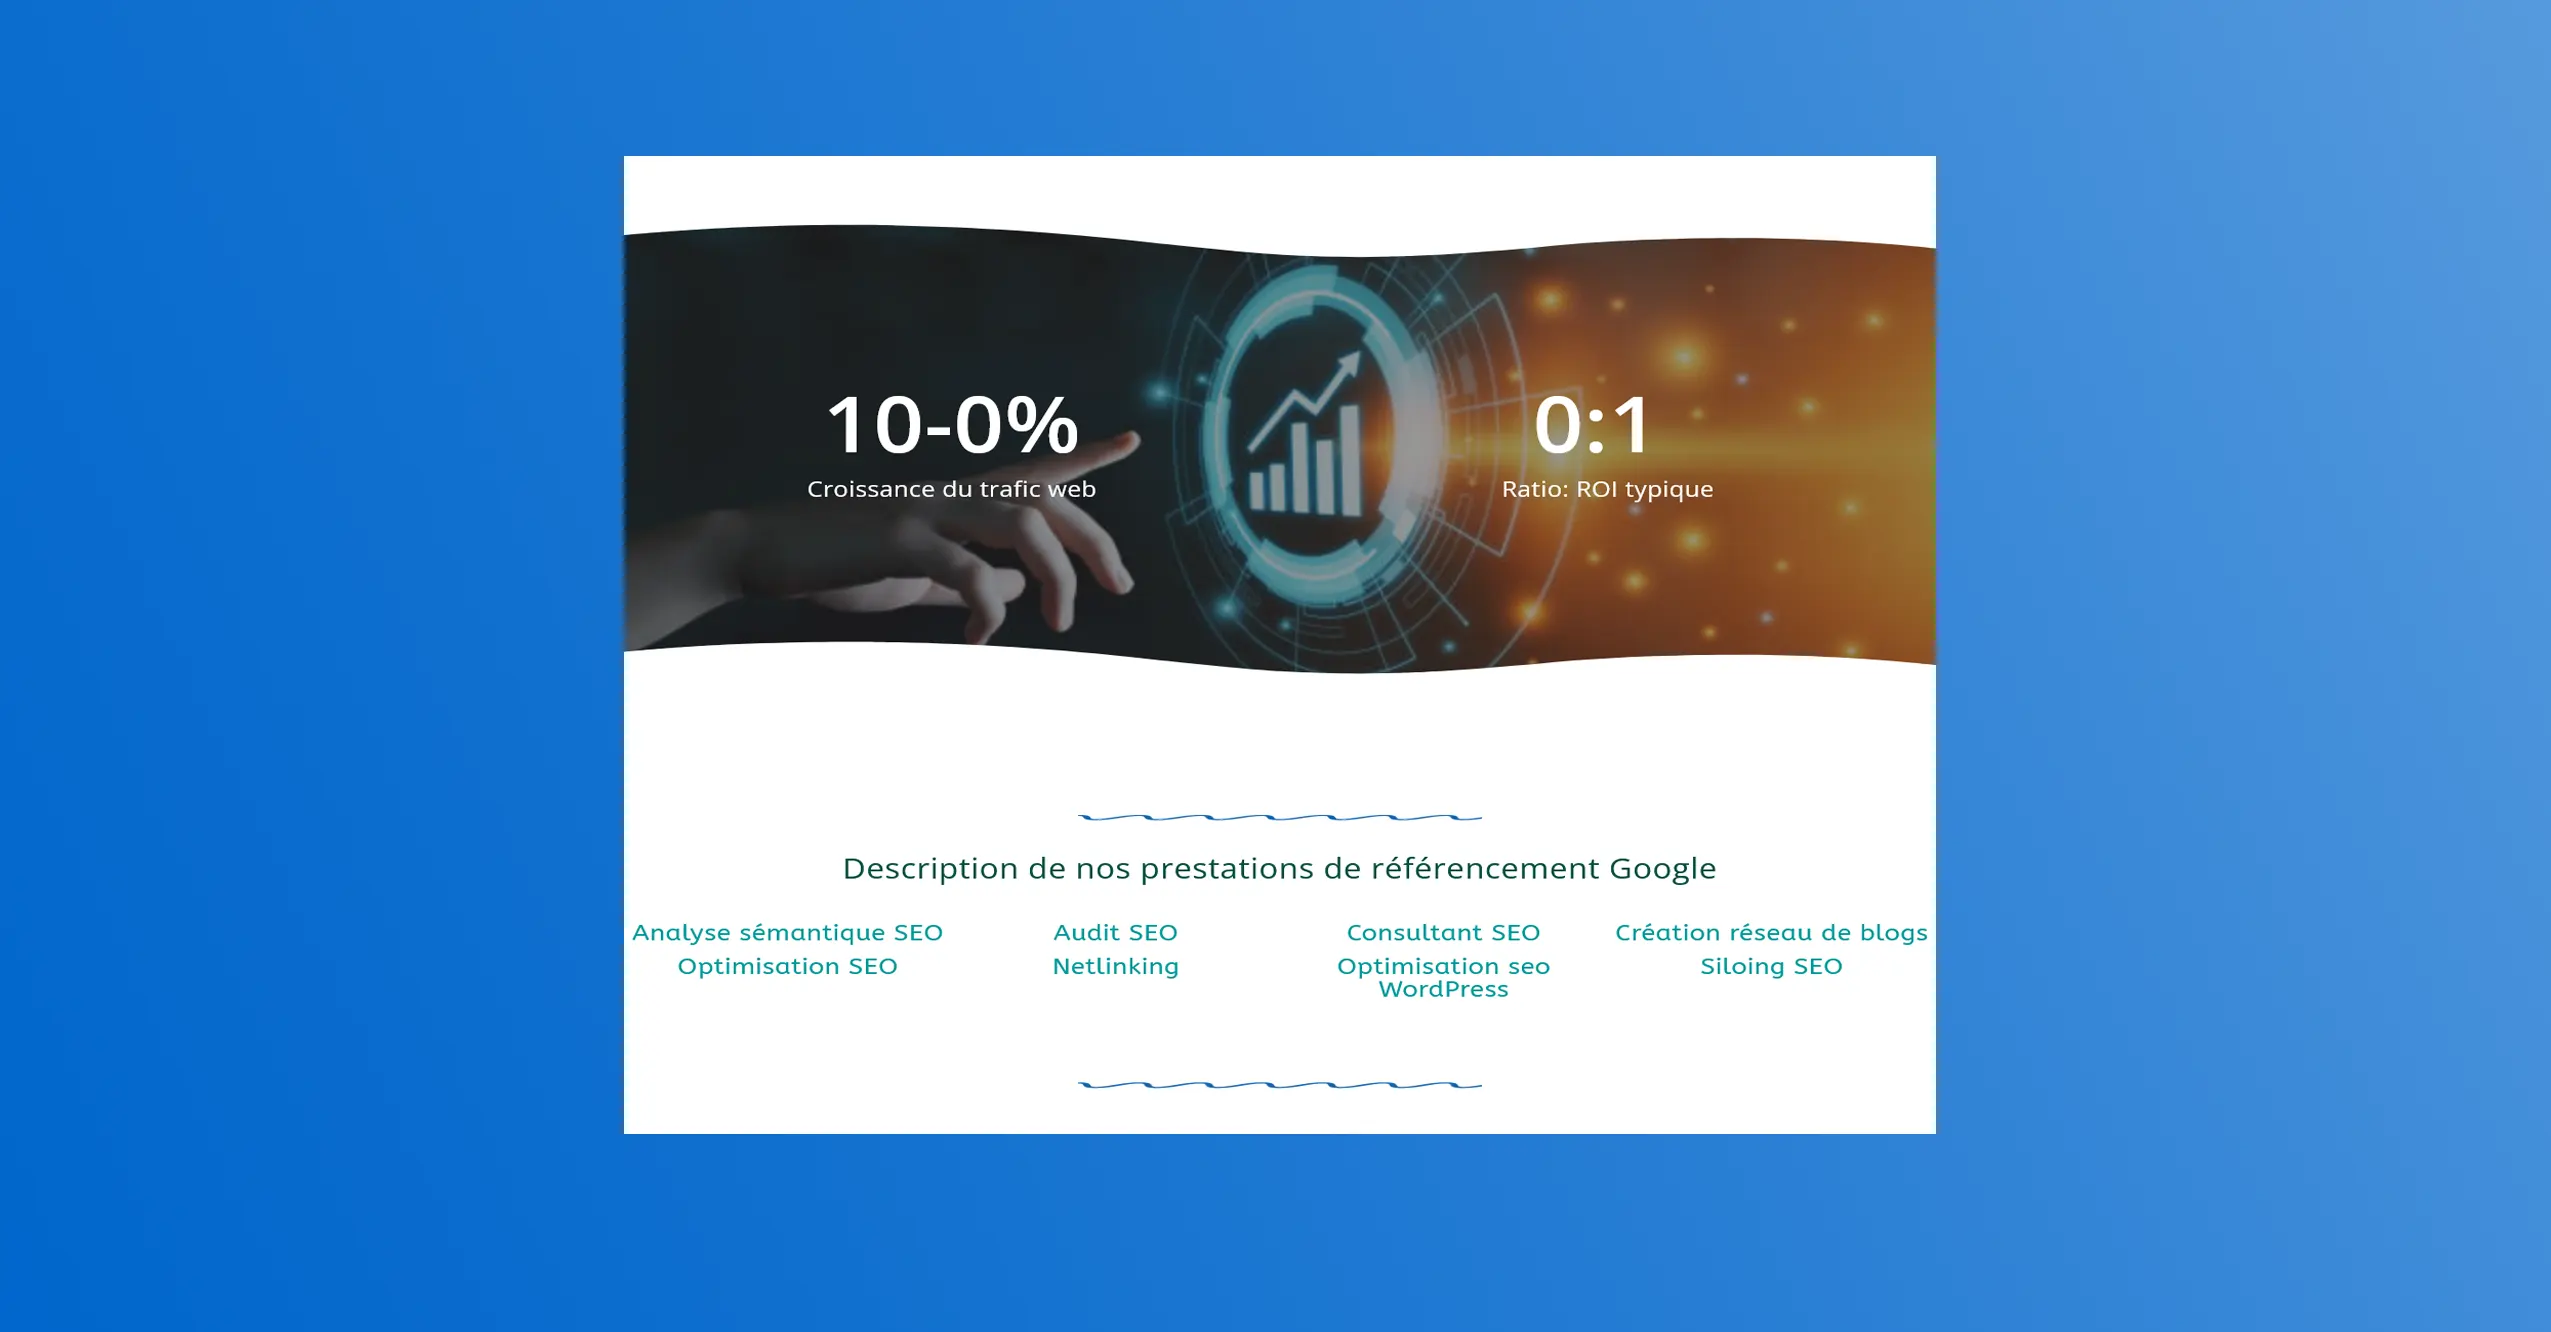 10-0%
Croissance du trafic web
0:1
Ratio: ROI typique
Description de nos prestations de référencement Google
Analyse sémantique SEO
Audit SEO
Consultant SEO
Création réseau de blogs
Optimisation SEO
Netlinking
Optimisation seo
WordPress
Siloing SEO